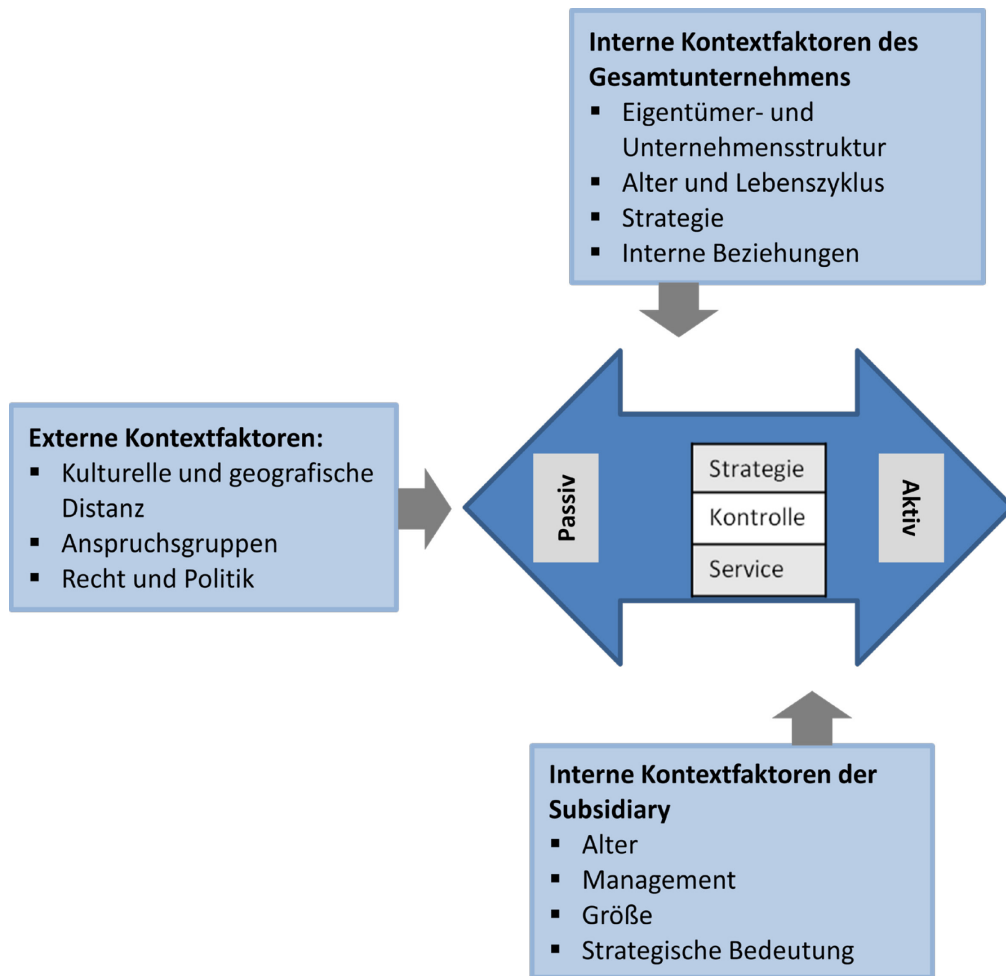 Interne Kontextfaktoren des
Gesamtunternehmens
▪ Eigentümer- und
Unternehmensstruktur
▪ Alter und Lebenszyklus
▪ Strategie
▪ Interne Beziehungen
Externe Kontextfaktoren:
▪ Kulturelle und geografische
Distanz
▪ Anspruchsgruppen
▪ Recht und Politik
Passiv
Strategie
Kontrolle
Service
Aktiv
Interne Kontextfaktoren der
Subsidiary
▪ Alter
▪ Management
▪ Größe
▪ Strategische Bedeutung